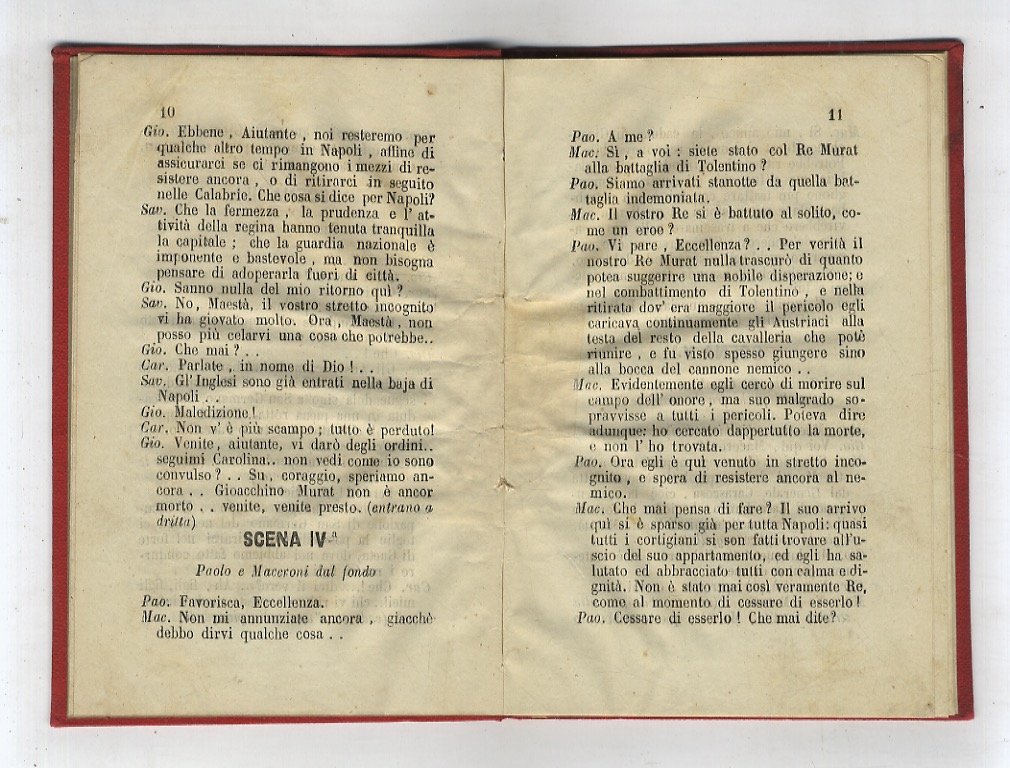 10
Gio. Ebbene, Aiutante, noi resteremo per
qualche altro tempo in Napoli, affine di
assicurarci se ci rimangono i mezzi di re-
sistere ancora, o di ritirarci in seguito
nelle Calabrie. Che cosa si dice per Napoli?
Sav. Che la fermezza, la prudenza e l' at-
tività della regina hanno tenuta tranquilla
la capitale; che la guardia nazionale è
imponente e bastevole, ma non bisogna
pensare di adoperarla fuori di città.
Gio. Sanno nulla del mio ritorno quì?
Sav. No, Maestà, il vostro stretto incognito
vi ha giovato molto. Ora, Maestà, non
posso più celarvi una cosa che potrebbe..
Gio. Che mai? . .
Car. Parlate, in nome di Dio! . .
Sav. Gl'Inglesi sono già entrati nella baja di
Napoli . .
Gio. Maledizione!
Car. Non v' è più scampo; tutto è perduto!
Gio. Venite, aiutante, vi darò degli ordini..
seguimi Carolina.. non vedi come io sono
convulso? . . Su, coraggio, speriamo an-
cora . . Gioacchino Murat non è ancor
morto . . venite, venite presto. (entrano a
dritta)
SCENA IVª
Paolo e Maceroni dal fondo
Pao. Favorisca, Eccellenza.
Mac. Non mi annunziate ancora, giacchè
debbo dirvi qualche cosa . .
11
Pao. A me?
Mac. Sì, a voi: siete stato col Re Murat
alla battaglia di Tolentino?
Pao. Siamo arrivati stanotte da quella bat-
taglia indemoniata.
Mac. Il vostro Re si è battuto al solito, co-
me un eroe?
Pao. Vi pare, Eccellenza? . . Per verità il
nostro Re Murat nulla trascurò di quanto
potea suggerire una nobile disperazione; e
nel combattimento di Tolentino, e nella
ritirata dov' era maggiore il pericolo egli
caricava continuamente gli Austriaci alla
testa del resto della cavalleria che potè
riunire, e fu visto spesso giungere sino
alla bocca del cannone nemico . .
Mac. Evidentemente egli cercò di morire sul
campo dell' onore, ma suo malgrado so-
pravvisse a tutti i pericoli. Poteva dire
adunque: ho cercato dappertutto la morte,
e non l' ho trovata.
Pao. Ora egli è quì venuto in stretto inco-
gnito, e spera di resistere ancora al ne-
mico.
Mac. Che mai pensa di fare? Il suo arrivo
quì si è sparso già per tutta Napoli: quasi
tutti i cortigiani si son fatti trovare all'u-
scio del suo appartamento, ed egli ha sa-
lutato ed abbracciato tutti con calma e di-
gnità. Non è stato mai così veramente Re,
come al momento di cessare di esserlo!
Pao. Cessare di esserlo! Che mai dite?